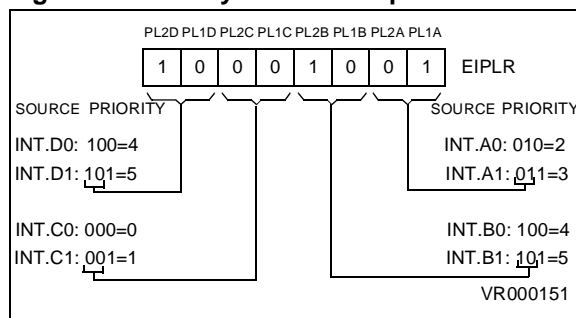 PL2D PL1D PL2C PL1C PL2B PL1B PL2A PL1A
1 0 0 0 1 0 0 1 EIPLR
SOURCE PRIORITY SOURCE PRIORITY
INT.D0: 100=4 INT.A0: 010=2
INT.D1: 101=5 INT.A1: 011=3
INT.C0: 000=0 INT.B0: 100=4
INT.C1: 001=1 INT.B1: 101=5
VR000151